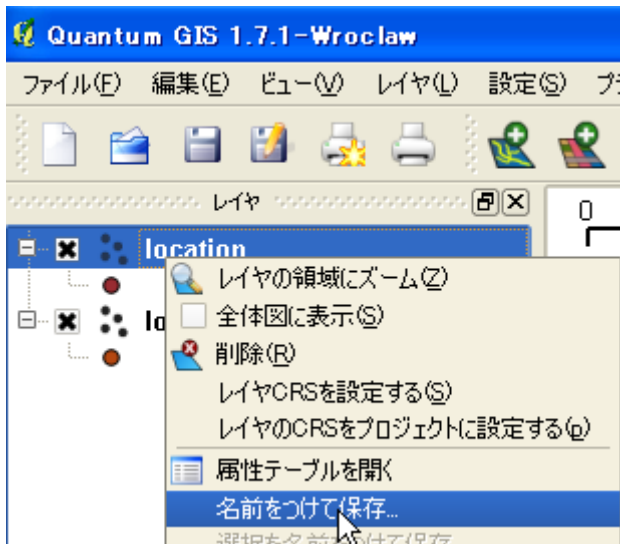 Quantum GIS 1.7.1-Wroclaw
ファイル(F) 編集(E) ビュー(V) レイヤ(L) 設定(S) プ
レイヤ
0
location
lo
レイヤの領域にズーム(Z)
全体図に表示(S)
削除(R)
レイヤCRSを設定する(S)
レイヤのCRSをプロジェクトに設定する(p)
属性テーブルを開く
名前をつけて保存...